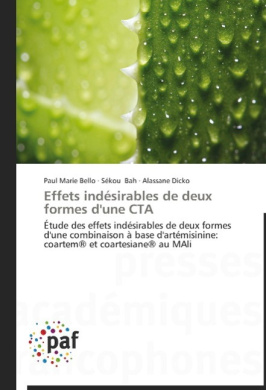 Paul Marie Bello · Sékou Bah · Alassane Dicko
Effets indésirables de deux
formes d'une CTA
Étude des effets indésirables de deux formes
d'une combinaison à base d'artémisinine:
coartem® et coartesiane® au MAli
presses
académiques
francophones
paf